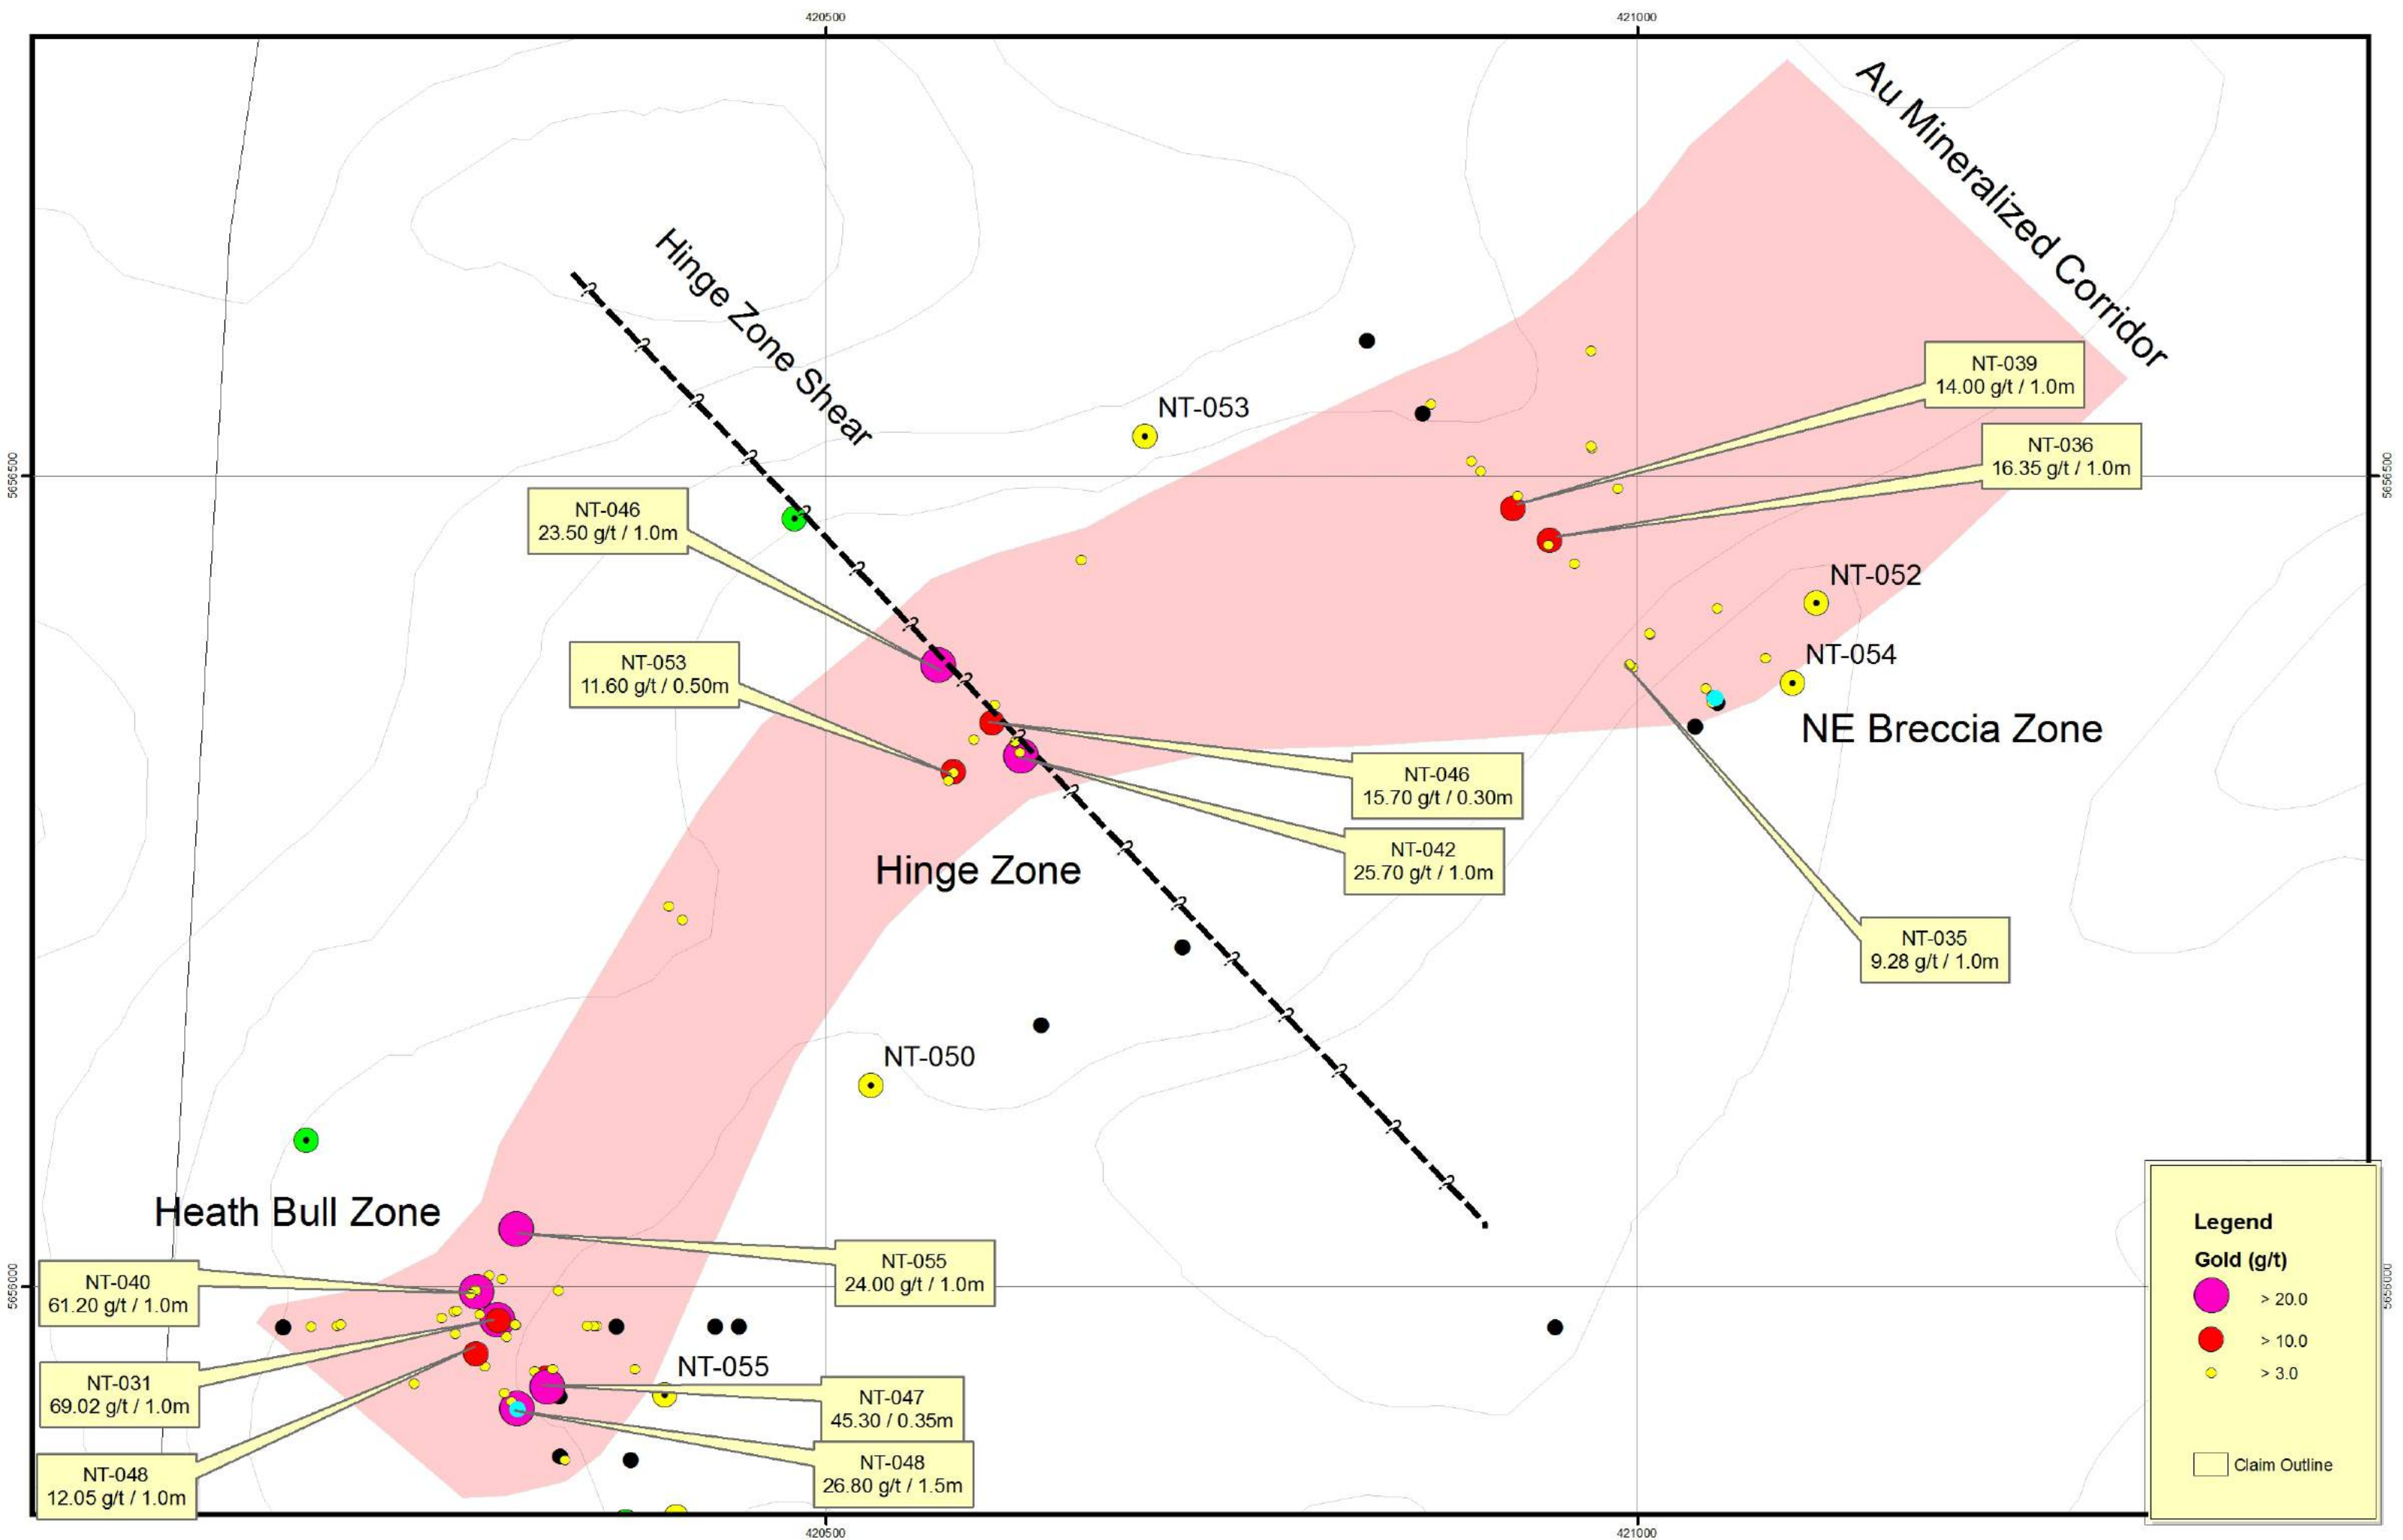 420500
421000
Au Mineralized Corridor
Hinge Zone Shear
NT-039
14.00 g/t / 1.0m
NT-053
NT-036
16.35 g/t / 1.0m
5656500
5656500
NT-046
23.50 g/t / 1.0m
NT-052
NT-053
11.60 g/t / 0.50m
NT-054
NE Breccia Zone
NT-046
15.70 g/t / 0.30m
NT-042
25.70 g/t / 1.0m
Hinge Zone
NT-035
9.28 g/t / 1.0m
NT-050
Heath Bull Zone
NT-055
24.00 g/t / 1.0m
NT-040
61.20 g/t / 1.0m
5656000
5656000
NT-055
NT-031
69.02 g/t / 1.0m
NT-047
45.30 / 0.35m
NT-048
26.80 g/t / 1.5m
NT-048
12.05 g/t / 1.0m
Legend
Gold (g/t)
> 20.0
> 10.0
> 3.0
Claim Outline
420500
421000